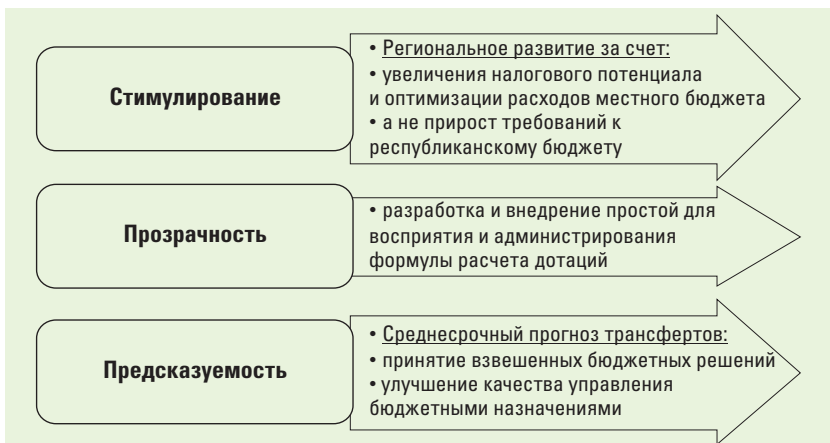 Стимулирование
• Региональное развитие за счет:
• увеличения налогового потенциала
и оптимизации расходов местного бюджета
• а не прирост требований к
республиканскому бюджету
Прозрачность
• разработка и внедрение простой для
восприятия и администрирования
формулы расчета дотаций
Предсказуемость
• Среднесрочный прогноз трансфертов:
• принятие взвешенных бюджетных решений
• улучшение качества управления
бюджетными назначениями